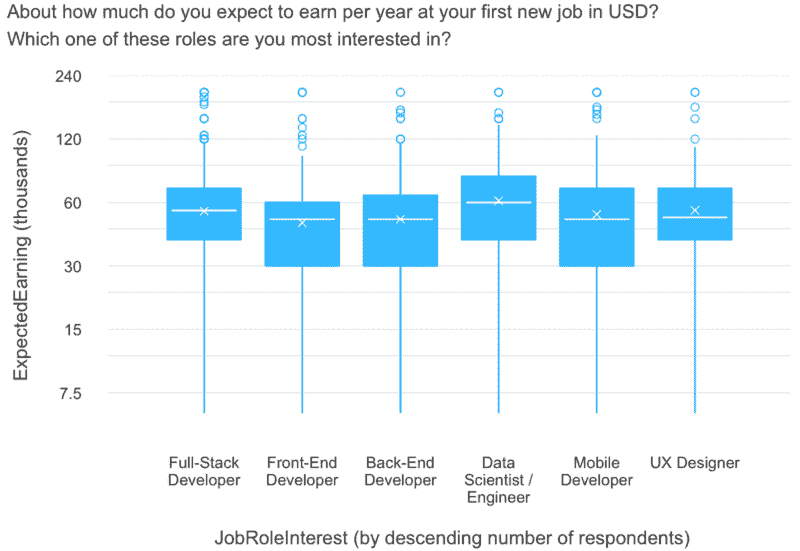 About how much do you expect to earn per year at your first new job in USD?
Which one of these roles are you most interested in?
ExpectedEarning (thousands)
240
120
60
30
15
7.5
Full-Stack
Developer
Front-End
Developer
Back-End
Developer
Data
Scientist /
Engineer
Mobile
Developer
UX Designer
JobRoleInterest (by descending number of respondents)